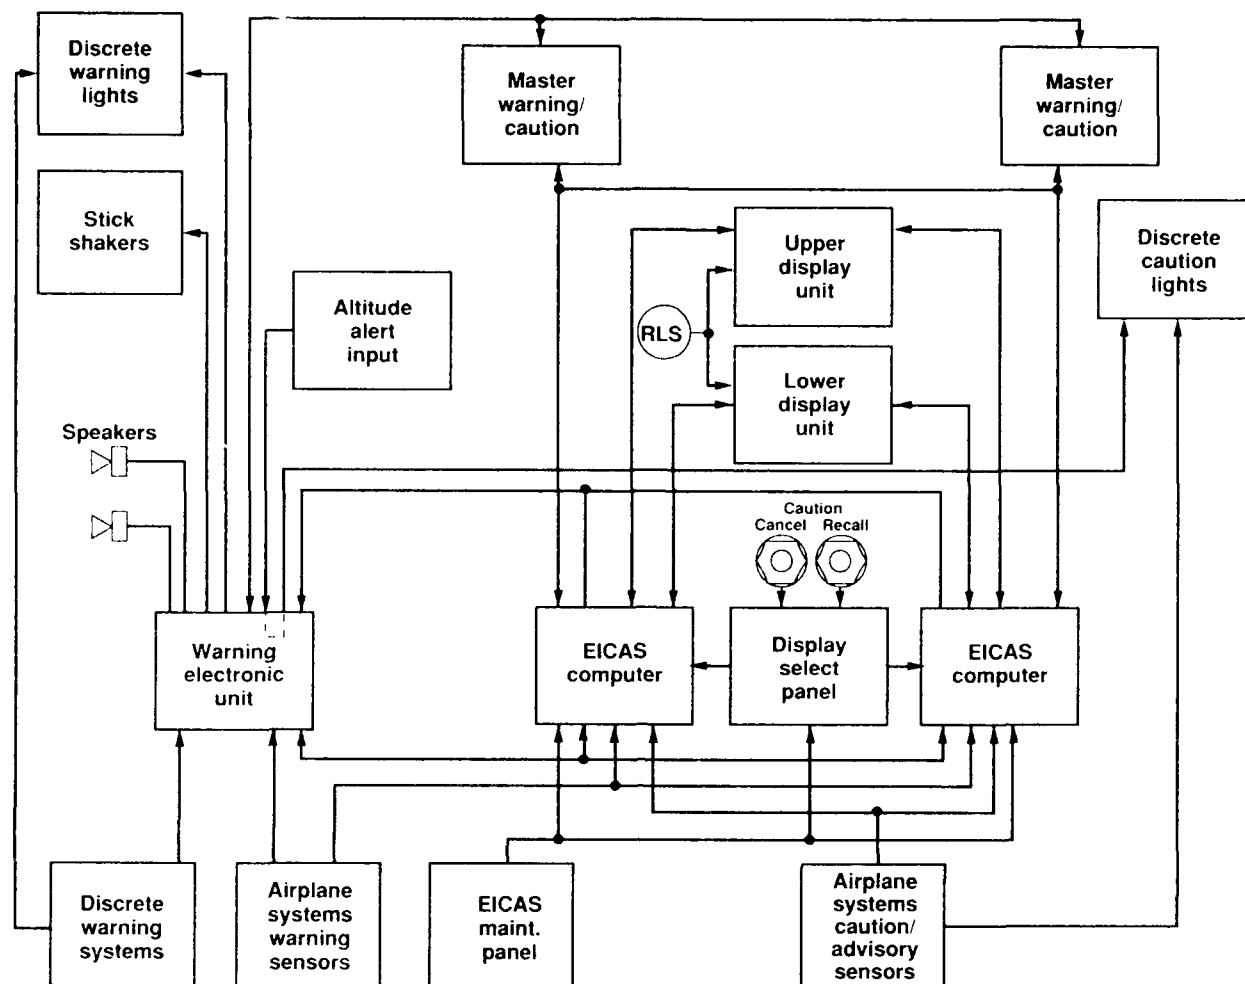 Discrete
warning
lights
Master
warning/
caution
Master
warning/
caution
Stick
shakers
Upper
display
unit
Discrete
caution
lights
Altitude
alert
input
RLS
Lower
display
unit
Speakers
Caution
Cancel Recall
Warning
electronic
unit
EICAS
computer
Display
select
panel
EICAS
computer
Discrete
warning
systems
Airplane
systems
warning
sensors
EICAS
maint.
panel
Airplane
systems
caution/
advisory
sensors